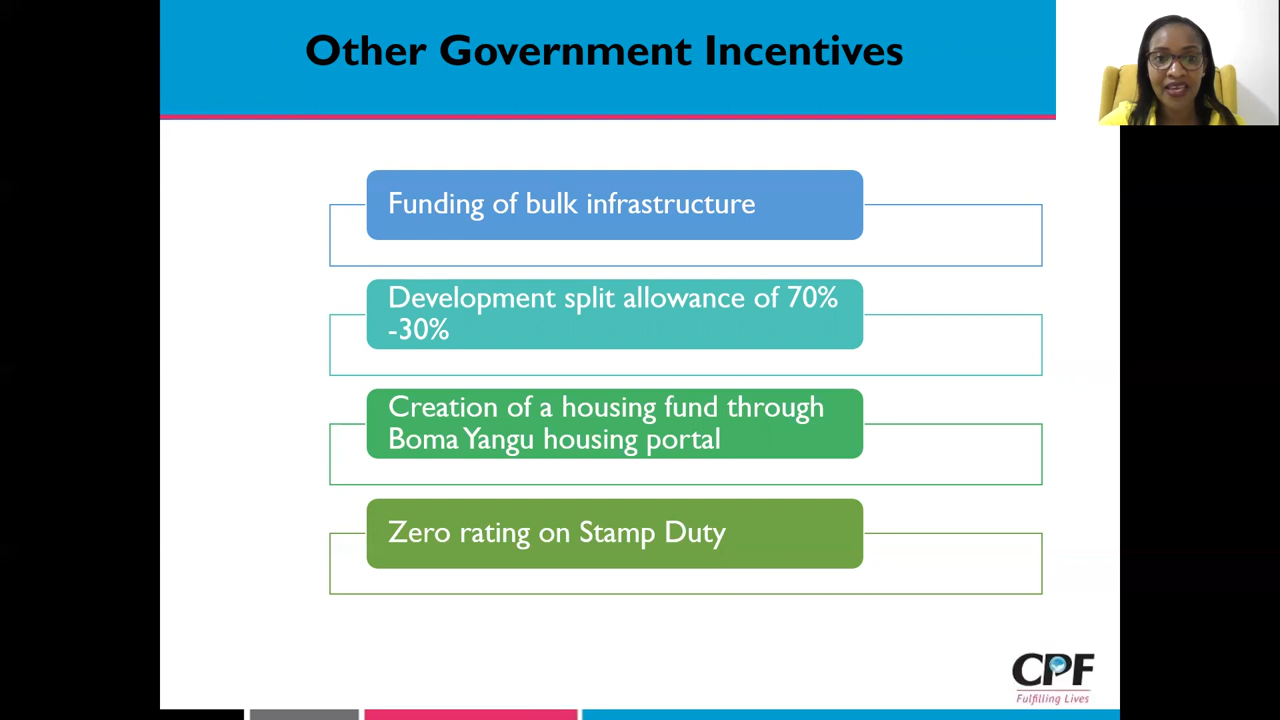 Other Government Incentives
Funding of bulk infrastructure
Development split allowance of 70%
-30%
Creation of a housing fund through
Boma Yangu housing portal
Zero rating on Stamp Duty
CPF
Fulfilling Lives